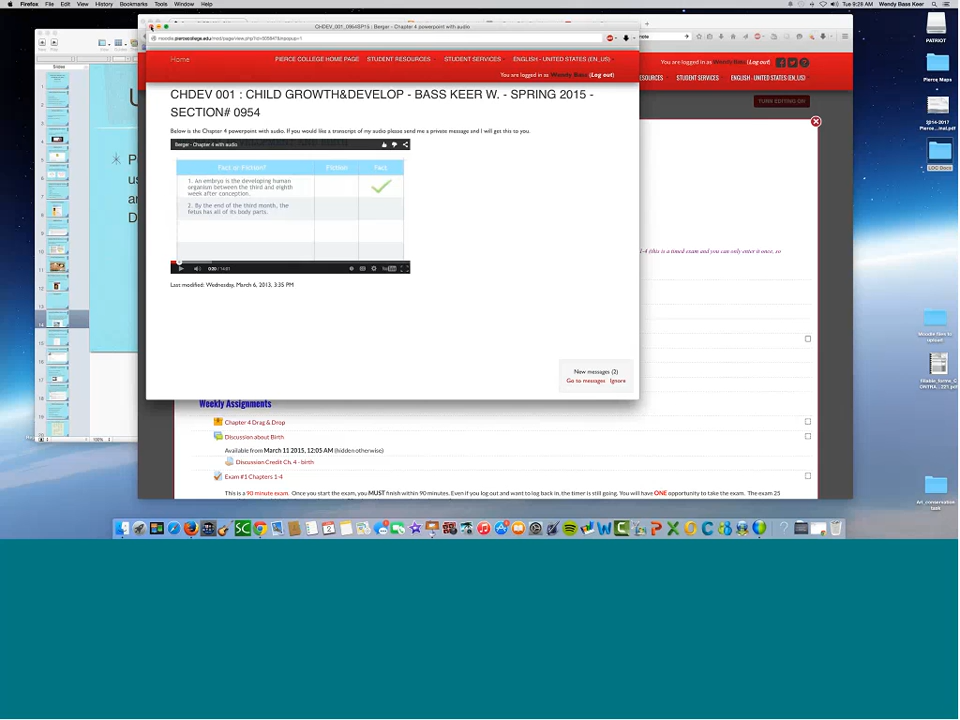 Firefox File Edit View History Bookmarks Tools Window Help
Tue 9:26 AM Wendy Bass Keer
CHDEV_001_0954SP15 : Berger - Chapter 4 powerpoint with audio
Home
PIERCE COLLEGE HOME PAGE STUDENT RESOURCES STUDENT SERVICES ENGLISH - UNITED STATES (EN_US)
You are logged in as Wendy Bass (Log out)
CHDEV 001 : CHILD GROWTH&DEVELOP - BASS KEER W. - SPRING 2015 -
SECTION# 0954
Below is the Chapter 4 powerpoint with audio. If you would like a transcript of my audio please send me a private message and I will get this to you
Berger - Chapter 4 with audio
Fact or Fiction? Fiction Fact
1. An embryo is the developing human
organism between the third and eighth
week after conception.
2. By the end of the third month, the
fetus has all of its body parts.
0:20 / 14:01
Last modified: Wednesday, March 6, 2013, 3:35 PM
New messages (2)
Go to messages Ignore
You are logged in as Wendy Bass (Log out)
STUDENT SERVICES ENGLISH - UNITED STATES (EN_US)
TURN EDITING ON
1-4 (this is a timed exam and you can only enter it once, so
Weekly Assignments
Chapter 4 Drag & Drop
Discussion about Birth
Available from March 11 2015, 12:05 AM (hidden otherwise)
Discussion Credit Ch. 4 - birth
Exam #1 Chapters 1-4
This is a 90 minute exam. Once you start the exam, you MUST finish within 90 minutes. Even if you log out and want to log back in, the timer is still going. You will have ONE opportunity to take the exam. The exam 25
Slides
PATRIOT
Pierce Maps
2014-2017
LOC Docs
Moodle files to
upload